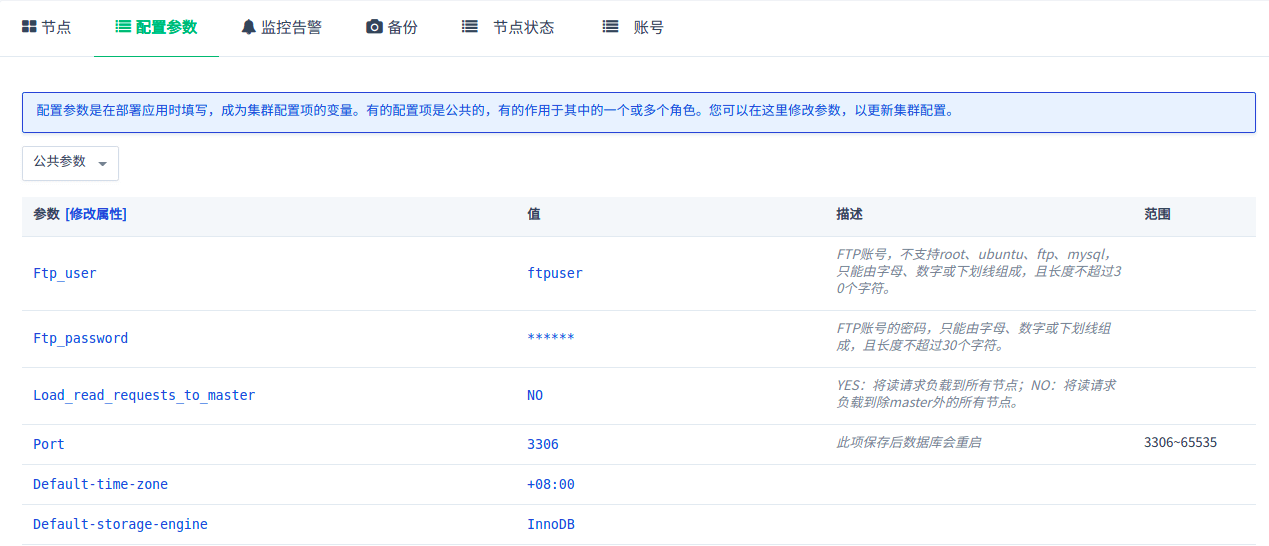 节点 配置参数 监控告警 备份 节点状态 账号
配置参数是在部署应用时填写，成为集群配置项的变量。有的配置项是公共的，有的作用于其中的一个或多个角色。您可以在这里修改参数，以更新集群配置。
公共参数
参数 [修改属性] 值 描述 范围
FTP账号，不支持root、ubuntu、ftp、mysql，
Ftp_user ftpuser 只能由字母、数字或下划线组成，且长度不超过3
0个字符。
FTP账号的密码，只能由字母、数字或下划线组
Ftp_password ****** 成，且长度不超过30个字符。
YES：将读请求负载到所有节点；NO：将读请求
Load_read_requests_to_master NO 负载到除master外的所有节点。
Port 3306 此项保存后数据库会重启 3306~65535
Default-time-zone +08:00
Default-storage-engine InnoDB